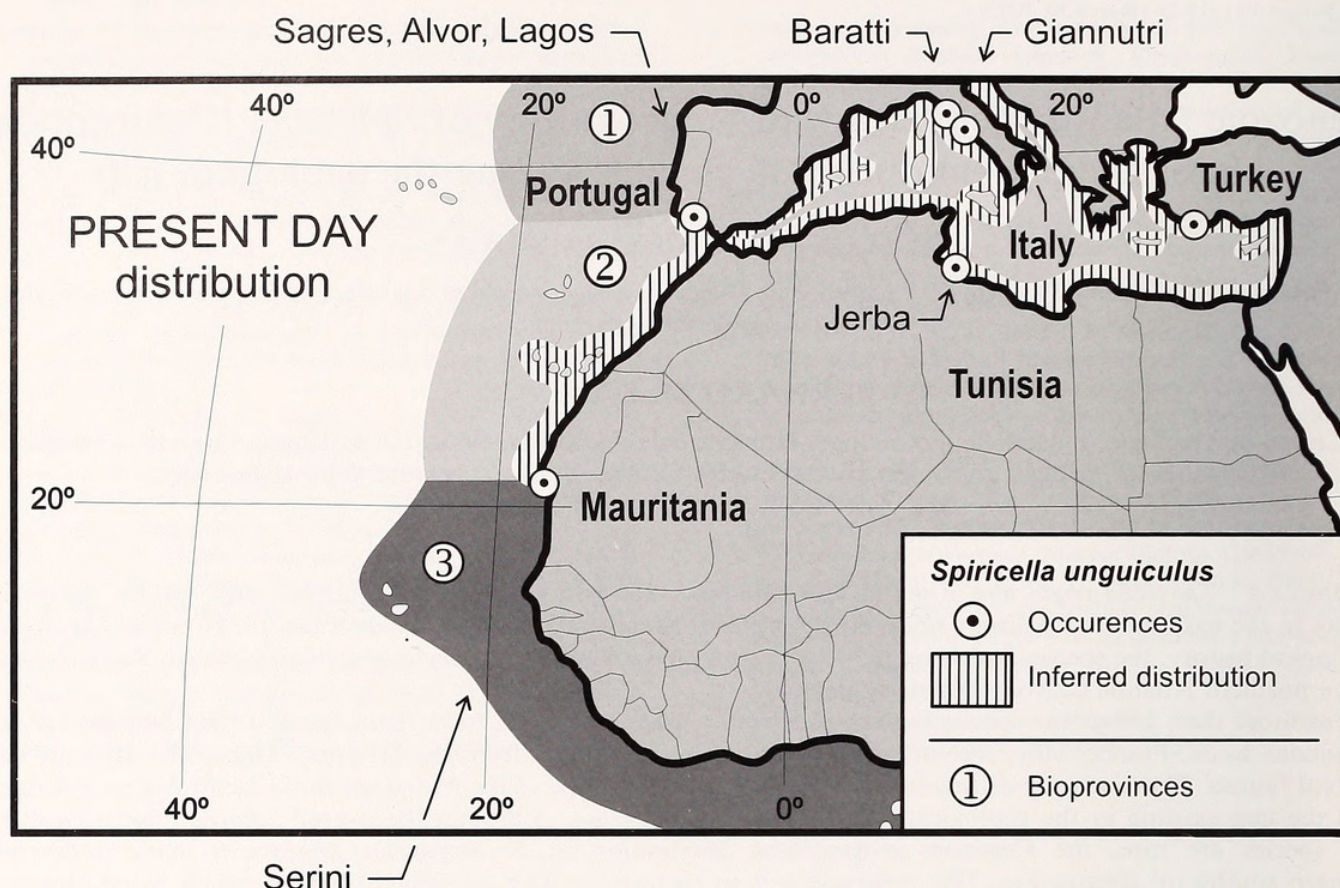 Sagres, Alvor, Lagos
Baratti
Giannutri
40º
20º
0º
20º
1
40º
Portugal
Turkey
PRESENT DAY
distribution
2
Italy
Jerba
Tunisia
20º
Mauritania
3
Spiricella unguiculus
Occurences
Inferred distribution
1 Bioprovinces
40º
20º
0º
Serini